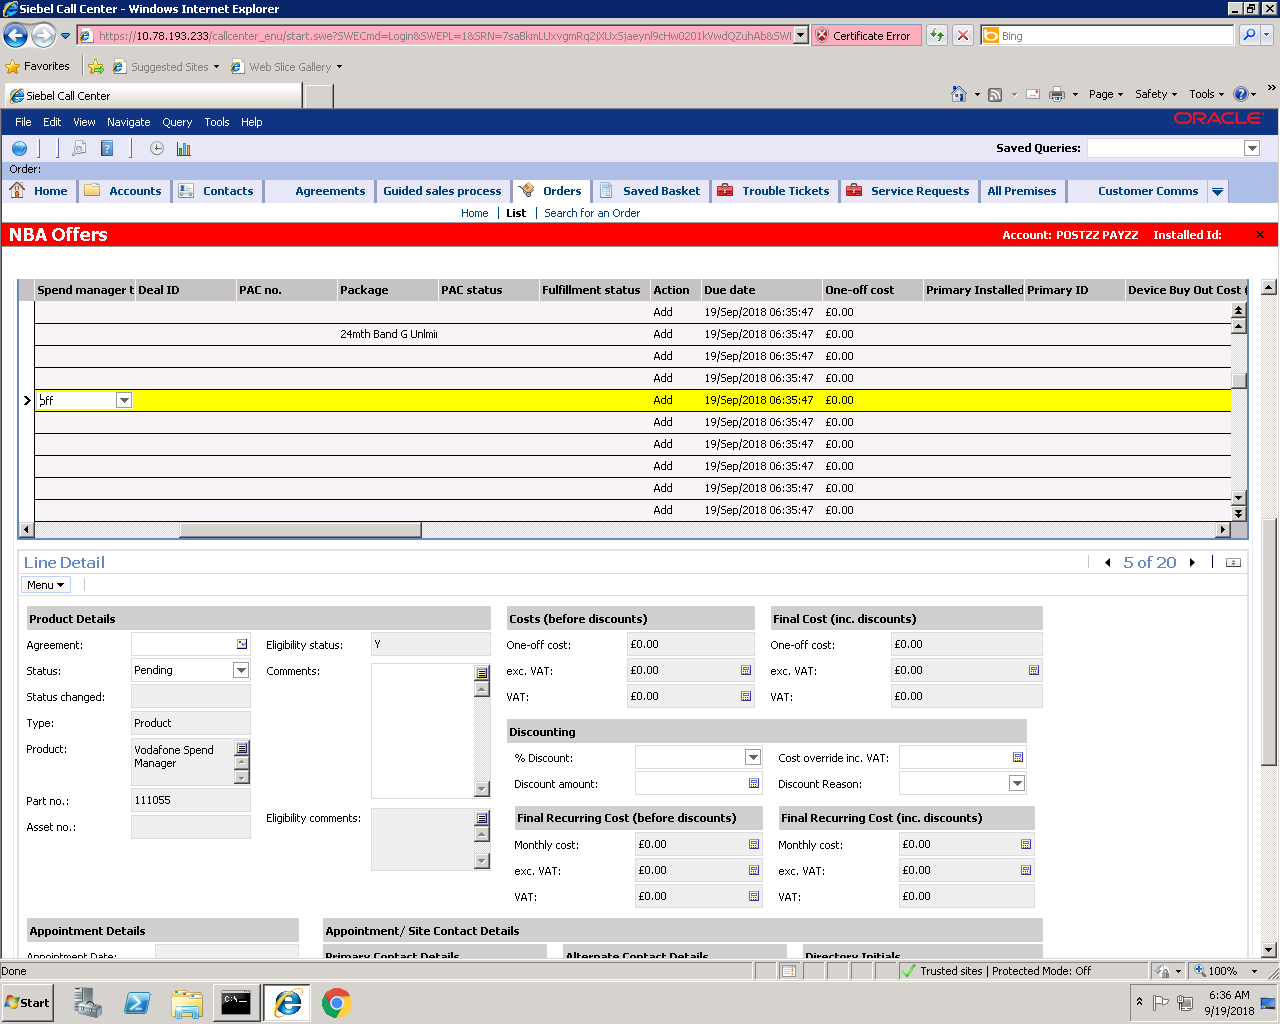 Siebel Call Center - Windows Internet Explorer
https://10.78.193.233/callcenter_enu/start.swe?SWECmd=Login&SWEPL=1&SRN= Certificate Error Bing
Favorites Suggested Sites Web Slice Gallery
Siebel Call Center Page Safety Tools
File Edit View Navigate Query Tools Help ORACLE
Saved Queries:
Order:
Home Accounts Contacts Agreements Guided sales process Orders Saved Basket Trouble Tickets Service Requests All Premises Customer Comms
Home List Search for an Order
NBA Offers Account: POSTZZ PAYZZ Installed Id:
Spend manager t Deal ID PAC no. Package PAC status Fulfillment status Action Due date One-off cost Primary Installed Primary ID Device Buy Out Cost (
Add 19/Sep/2018 06:35:47 £0.00
24mth Band G Unlmi Add 19/Sep/2018 06:35:47 £0.00
Add 19/Sep/2018 06:35:47 £0.00
Add 19/Sep/2018 06:35:47 £0.00
off Add 19/Sep/2018 06:35:47 £0.00
Add 19/Sep/2018 06:35:47 £0.00
Add 19/Sep/2018 06:35:47 £0.00
Add 19/Sep/2018 06:35:47 £0.00
Add 19/Sep/2018 06:35:47 £0.00
Add 19/Sep/2018 06:35:47 £0.00
Line Detail 5 of 20
Menu
Product Details Costs (before discounts) Final Cost (inc. discounts)
Agreement: Eligibility status: Y One-off cost: £0.00 One-off cost: £0.00
Status: Pending Comments: exc. VAT: £0.00 exc. VAT: £0.00
Status changed: VAT: £0.00 VAT: £0.00
Type: Product Discounting
Product: Vodafone Spend Manager % Discount: Cost override inc. VAT:
Discount amount: Discount Reason:
Part no.: 111055
Asset no.: Eligibility comments: Final Recurring Cost (before discounts) Final Recurring Cost (inc. discounts)
Monthly cost: £0.00 Monthly cost: £0.00
exc. VAT: £0.00 exc. VAT: £0.00
VAT: £0.00 VAT: £0.00
Appointment Details Appointment/ Site Contact Details
Appointment Date: Primary Contact Details Alternate Contact Details Directory Initials
Done Trusted sites | Protected Mode: Off 100%
Start 6:36 AM
9/19/2018